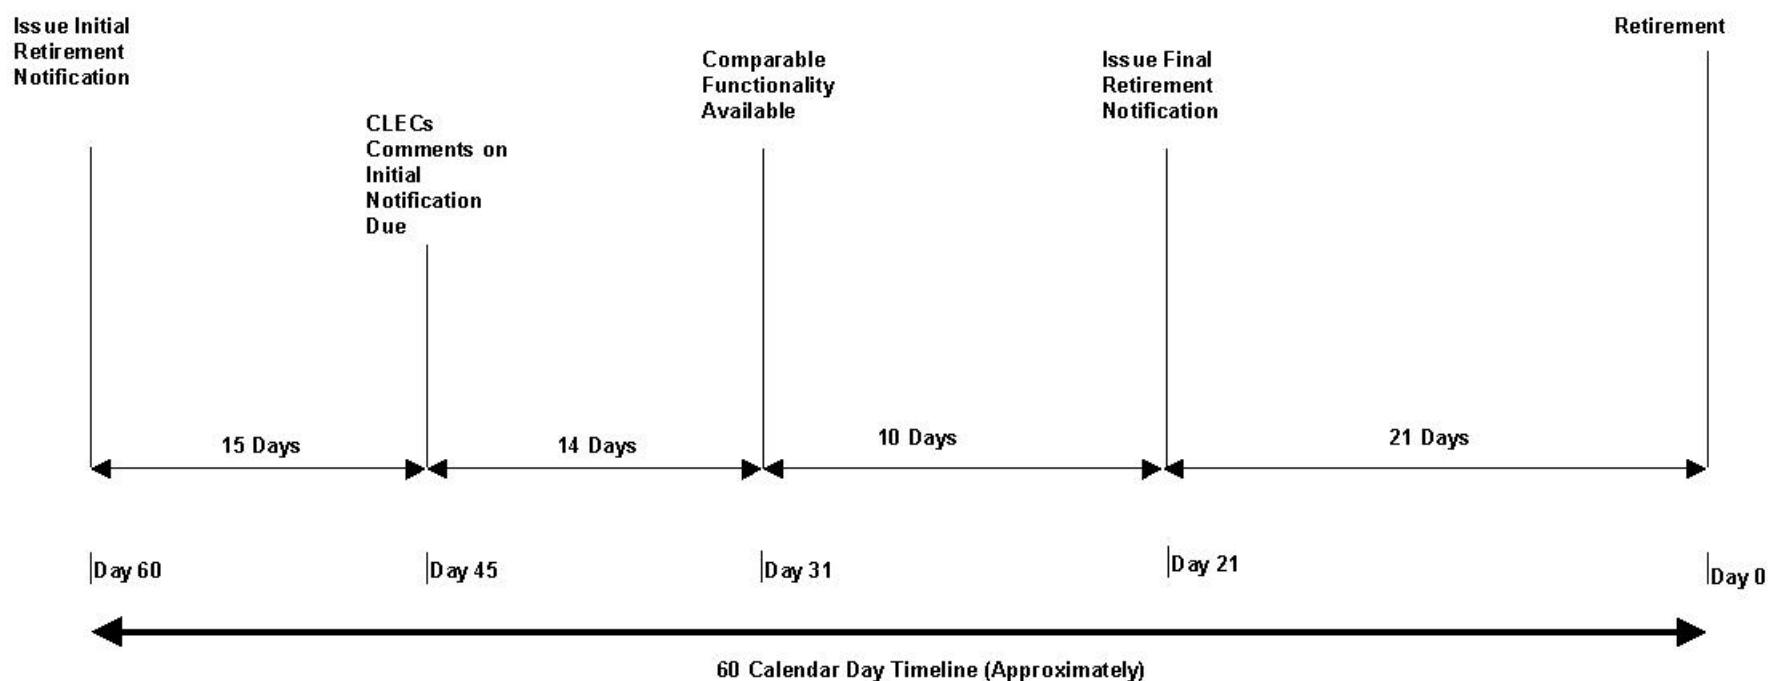 Issue Initial
Retirement
Notification
CLECs
Comments on
Initial
Notification
Due
Comparable
Functionality
Available
Issue Final
Retirement
Notification
Retirement
15 Days
14 Days
10 Days
21 Days
Day 60
Day 45
Day 31
Day 21
Day 0
60 Calendar Day Timeline (Approximately)